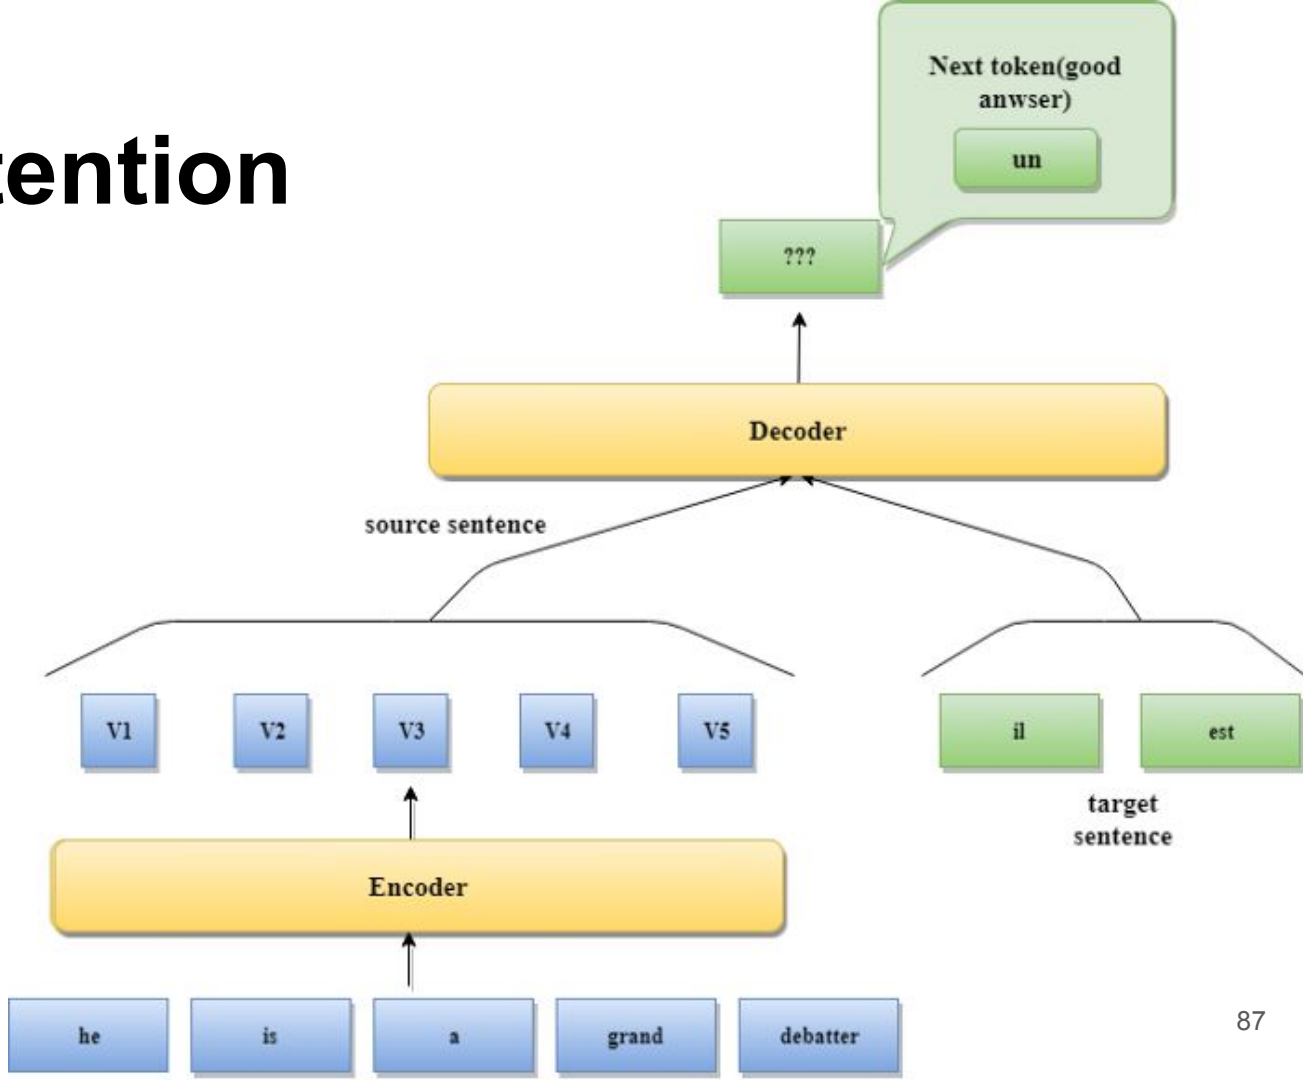 tention
Next token(good
anwser)
un
???
Decoder
source sentence
V1 V2 V3 V4 V5
il est
target
sentence
Encoder
he is a grand debatter
87